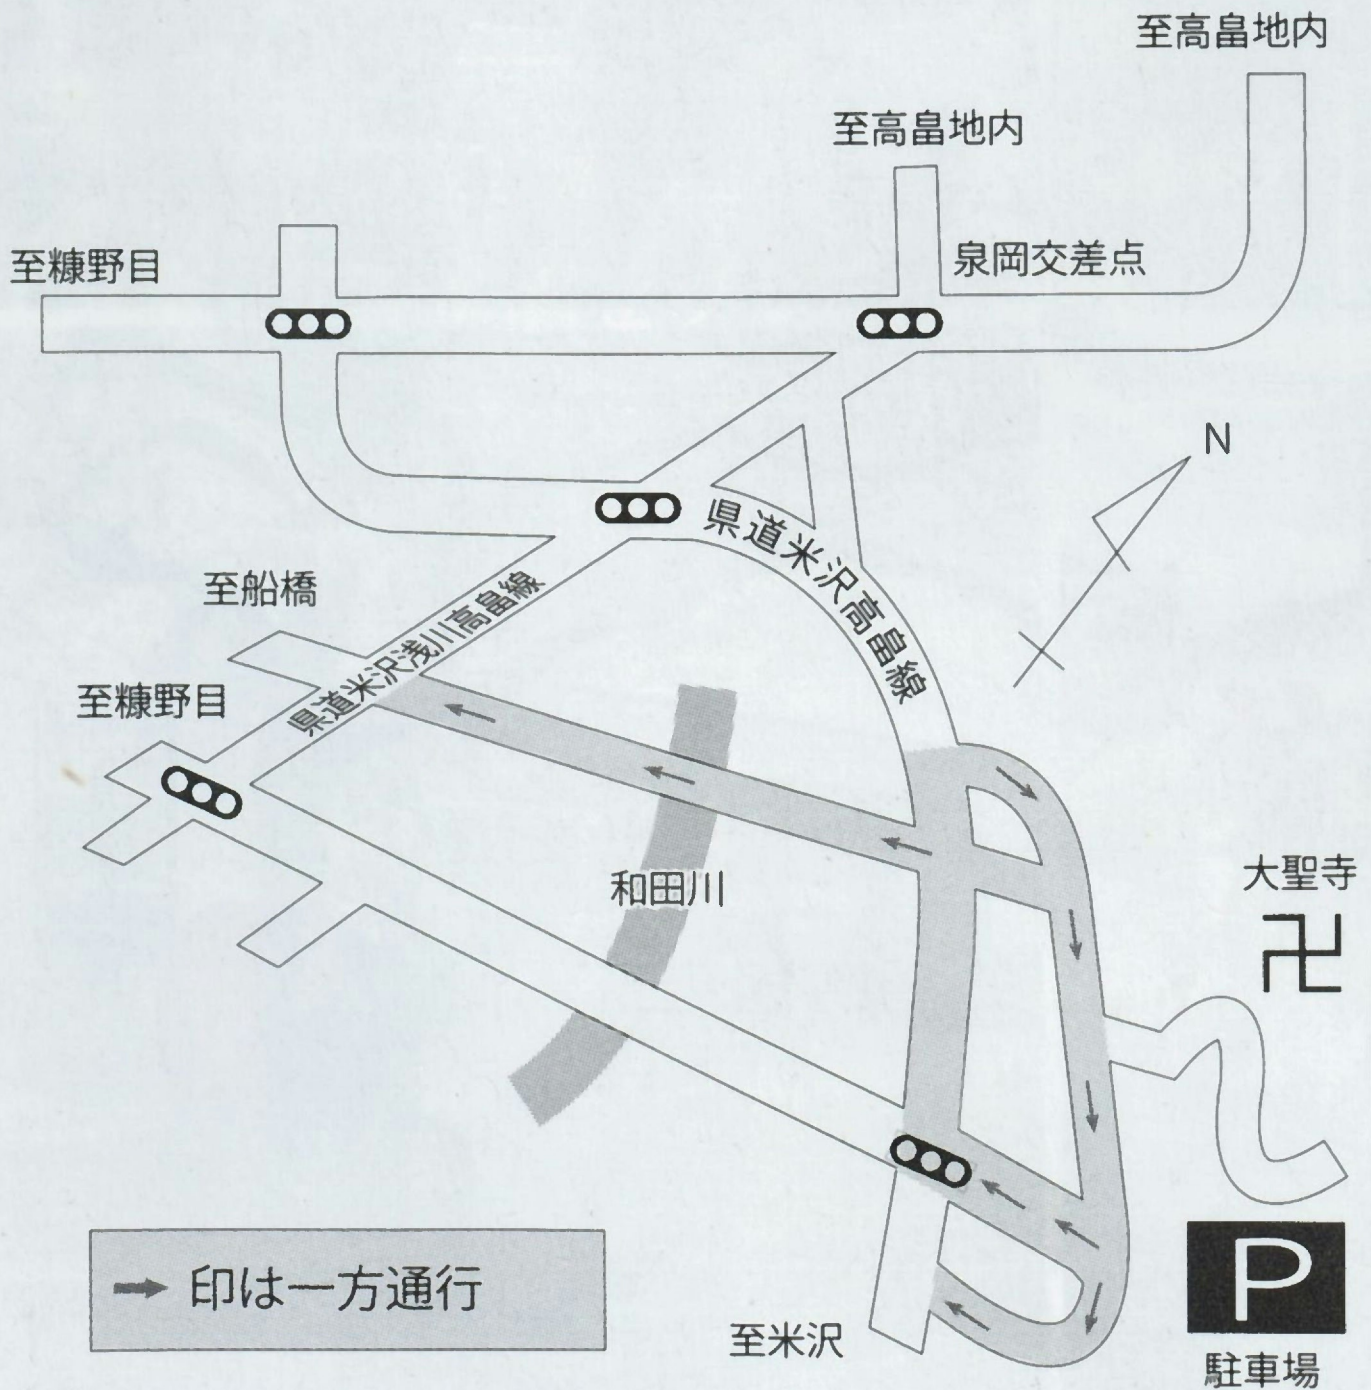 至高畠地内
至高畠地内
至糠野目
泉岡交差点
N
県道米沢高畠線
至船橋
県道米沢浅川高畠線
至糠野目
大聖寺
卍
和田川
P
→ 印は一方通行
至米沢
駐車場